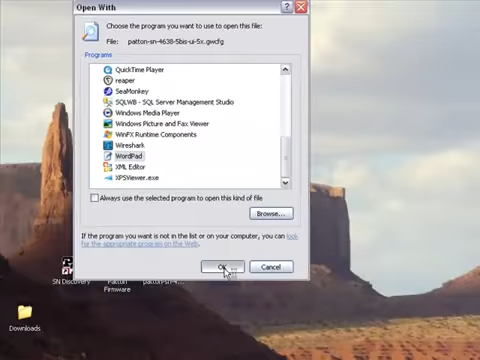 Open With
Choose the program you want to use to open this file:
File: patton-sn-4638-5bis-ui-5x.gwcfg
Programs
QuickTime Player
reaper
SeaMonkey
SQLWB - SQL Server Management Studio
Windows Media Player
Windows Picture and Fax Viewer
WinFX Runtime Components
Wireshark
WordPad
XML Editor
XPSViewer.exe
Always use the selected program to open this kind of file
Browse...
If the program you want is not in the list or on your computer, you can look
for the appropriate program on the Web.
OK
Cancel
SN Discovery
Patton
Firmware
patton-sn-4...
Downloads